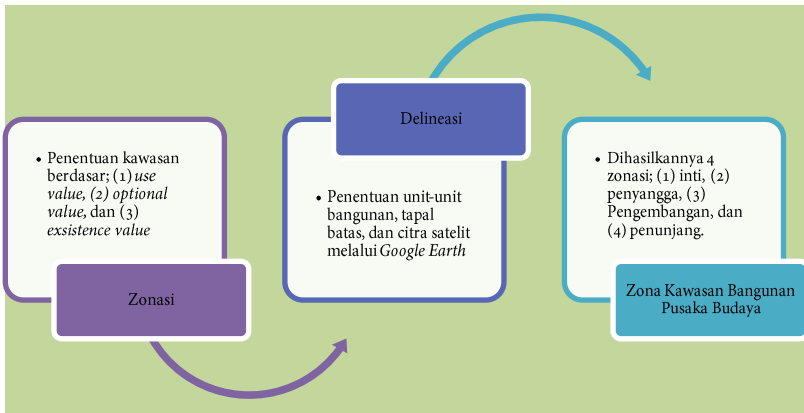 • Penentuan kawasan
berdasar; (1) use
value, (2) optional
value, dan (3)
exsistence value
Zonasi
Delineasi
• Penentuan unit-unit
bangunan, tapal
batas, dan citra satelit
melalui Google Earth
• Dihasilkannya 4
zonasi; (1) inti, (2)
penyangga, (3)
Pengembangan, dan
(4) penunjang.
Zona Kawasan Bangunan
Pusaka Budaya